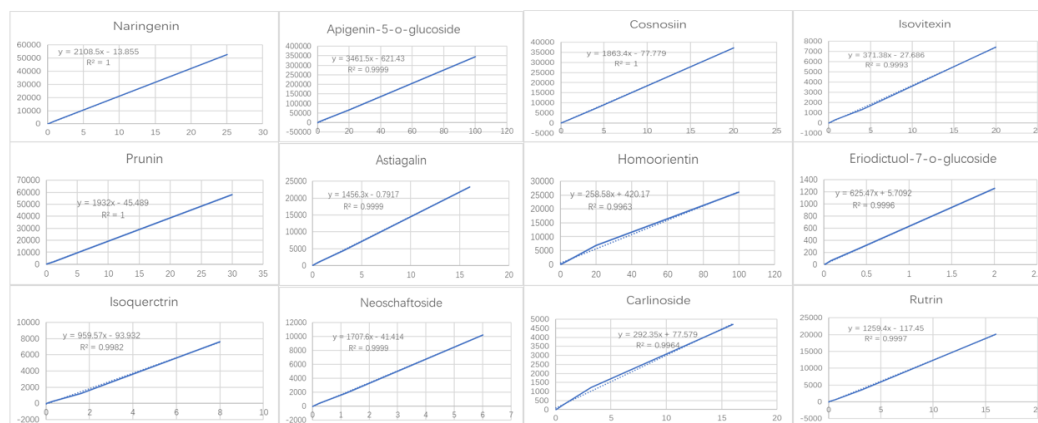 Naringenin
y = 2108.5x - 13.855
R² = 1
60000
50000
40000
30000
20000
10000
0
0 5 10 15 20 25 30
Apigenin-5-o-glucoside
y = 3461.5x - 621.43
R² = 0.9999
400000
350000
300000
250000
200000
150000
100000
50000
0
-50000
0 20 40 60 80 100 120
Cosnosiin
y = 1863.4x - 77.779
R² = 1
40000
35000
30000
25000
20000
15000
10000
5000
0
-5000
0 5 10 15 20 25
Isovitexin
y = 371.38x - 27.686
R² = 0.9993
8000
7000
6000
5000
4000
3000
2000
1000
0
-1000
0 5 10 15 20 25
Prunin
y = 1932x - 45.489
R² = 1
70000
60000
50000
40000
30000
20000
10000
0
0 5 10 15 20 25 30 35
Astiagalin
y = 1456.3x - 0.7917
R² = 0.9999
25000
20000
15000
10000
5000
0
0 5 10 15 20
Homoorientin
y = 258.58x + 420.17
R² = 0.9963
30000
25000
20000
15000
10000
5000
0
0 20 40 60 80 100 120
Eriodictuol-7-o-glucoside
y = 625.47x + 5.7092
R² = 0.9996
1400
1200
1000
800
600
400
200
0
0 0.5 1 1.5 2 2.5
Isoquerctrin
y = 959.57x - 93.932
R² = 0.9982
10000
8000
6000
4000
2000
0
-2000
0 2 4 6 8 10
Neoschaftoside
y = 1707.6x - 41.414
R² = 0.9999
12000
10000
8000
6000
4000
2000
0
-2000
0 1 2 3 4 5 6 7
Carlinoside
y = 292.35x + 77.579
R² = 0.9964
5000
4500
4000
3500
3000
2500
2000
1500
1000
500
0
0 5 10 15 20
Rutrin
y = 1259.4x - 117.45
R² = 0.9997
25000
20000
15000
10000
5000
0
-5000
0 5 10 15 20